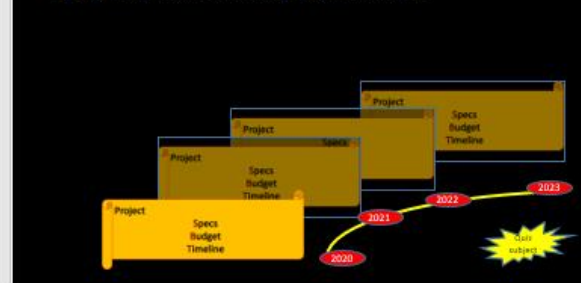 Project
Specs
Budget
Timeline
Project
Specs
Project
Specs
Budget
Timeline
Project
Specs
Budget
Timeline
2023
2022
2021
2020
Quiz
subject